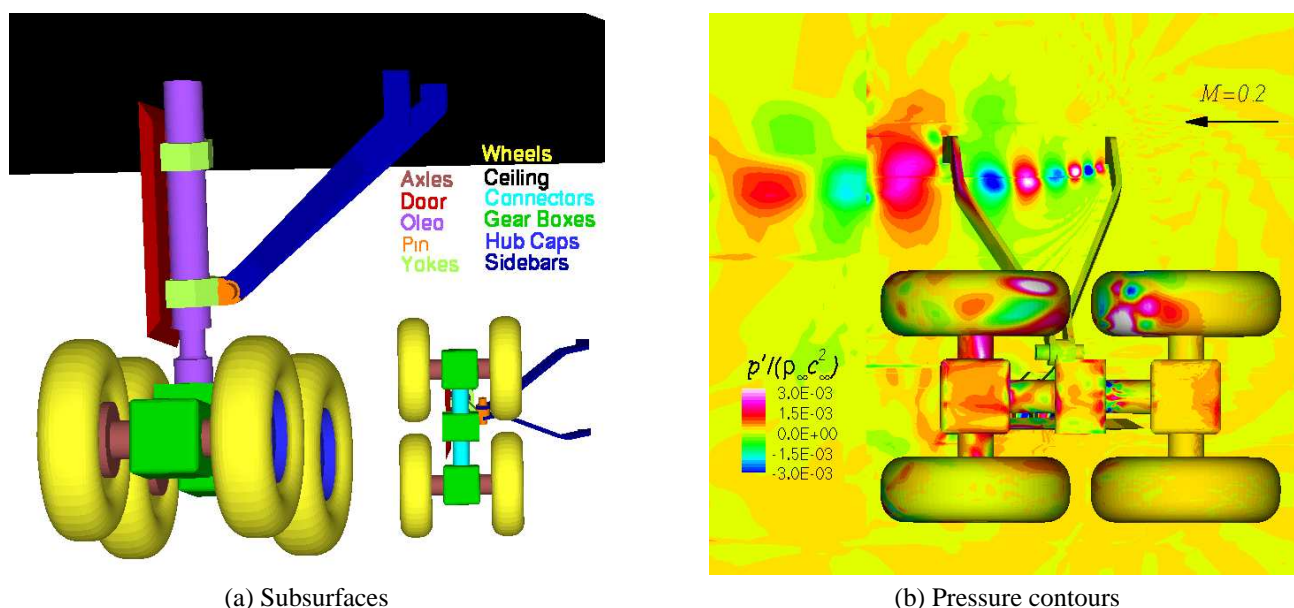 Wheels
Axles
Ceiling
Door
Connectors
Oleo
Gear Boxes
Pin
Hub Caps
Yokes
Sidebars
M=0.2
p'/(ρ∞c²∞)
3.0E-03
1.5E-03
0.0E+00
-1.5E-03
-3.0E-03
(a) Subsurfaces
(b) Pressure contours